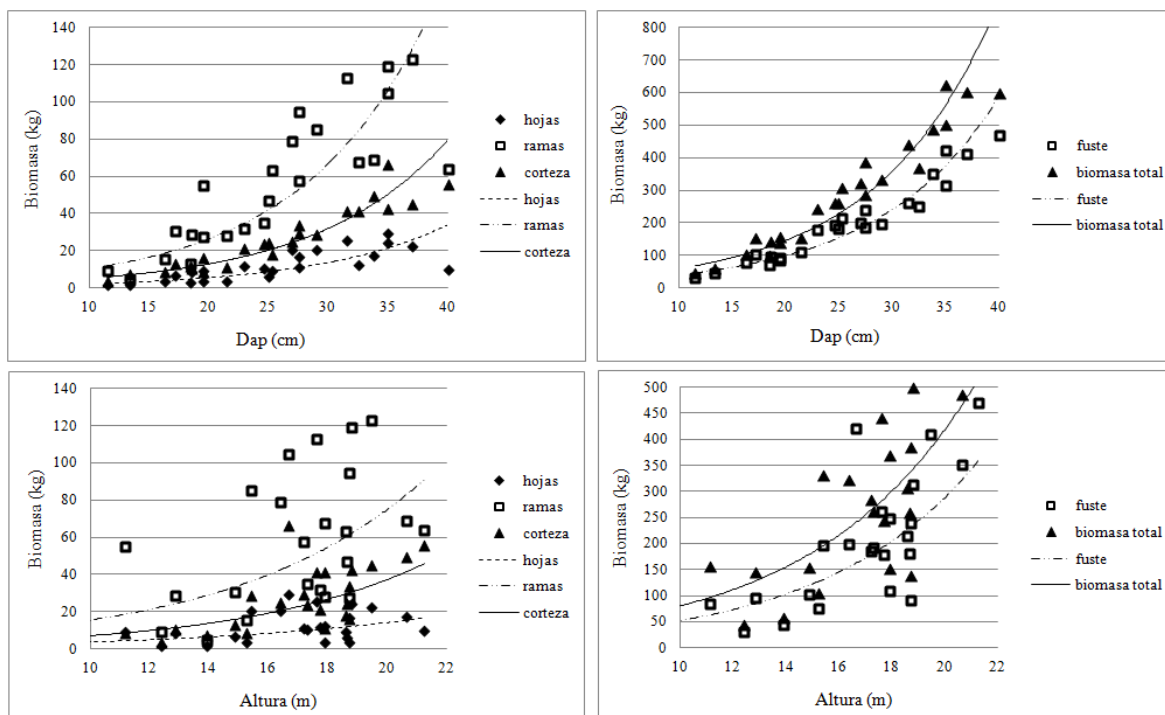 140
120
100
80
60
40
20
0
Biomasa (kg)
10 15 20 25 30 35 40
Dap (cm)
hojas
ramas
corteza
hojas
ramas
corteza
800
700
600
500
400
300
200
100
0
Biomasa (kg)
10 15 20 25 30 35 40
Dap (cm)
fuste
biomasa total
fuste
biomasa total
140
120
100
80
60
40
20
0
Biomasa (kg)
10 12 14 16 18 20 22
Altura (m)
hojas
ramas
corteza
hojas
ramas
corteza
500
450
400
350
300
250
200
150
100
50
0
Biomasa (kg)
10 12 14 16 18 20 22
Altura (m)
fuste
biomasa total
fuste
biomasa total